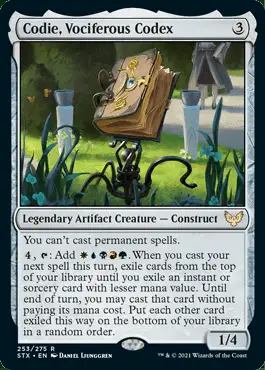 Codie, Vociferous Codex 3
Legendary Artifact Creature — Construct
You can't cast permanent spells.
4, : Add . When you cast your
next spell this turn, exile cards from the top
of your library until you exile an instant or
sorcery card with lesser mana value. Until
end of turn, you may cast that card without
paying its mana cost. Put each other card
exiled this way on the bottom of your library
in a random order.
1/4
253/275 R
STX • EN Daniel Ljunggren
™ & © 2021 Wizards of the Coast